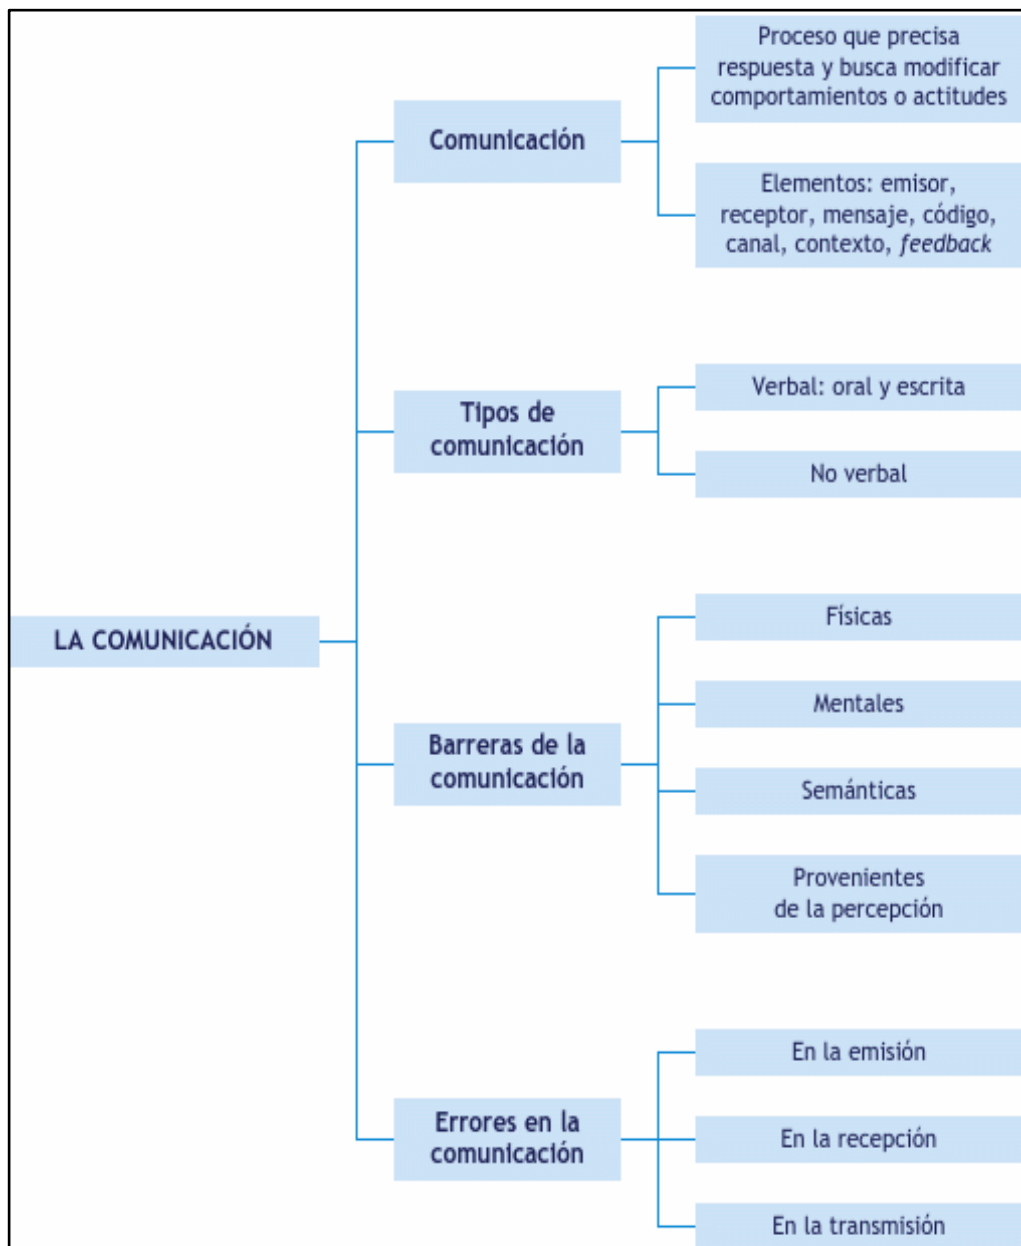 LA COMUNICACIÓN
Comunicación
Proceso que precisa
respuesta y busca modificar
comportamientos o actitudes
Elementos: emisor,
receptor, mensaje, código,
canal, contexto, feedback
Tipos de
comunicación
Verbal: oral y escrita
No verbal
Barreras de la
comunicación
Físicas
Mentales
Semánticas
Provenientes
de la percepción
Errores en la
comunicación
En la emisión
En la recepción
En la transmisión